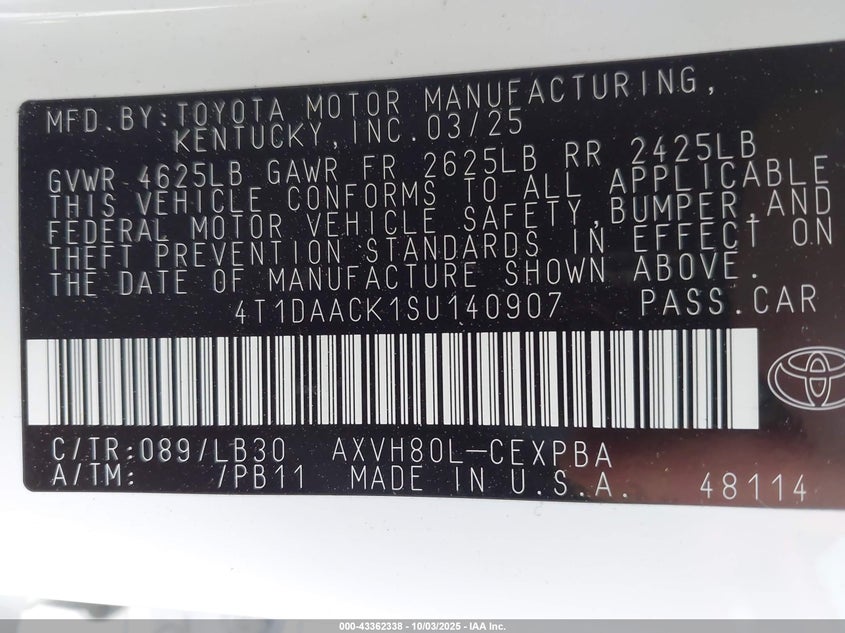 MFD.BY:TOYOTA MOTOR MANUFACTURING,
KENTUCKY,INC.03/25
GVWR 4625LB GAWR FR 2625LB RR 2425LB
THIS VEHICLE CONFORMS TO ALL APPLICABLE
FEDERAL MOTOR VEHICLE SAFETY,BUMPER,AND
THEFT PREVENTION STANDARDS IN EFFECT ON
THE DATE OF MANUFACTURE SHOWN ABOVE.
4T1DAACK1SU140907 PASS.CAR
C/TR:089/LB30 AXVH80L-CEXPBA
A/TM: /PB11 MADE IN U.S.A. 48114
000-43362338 - 10/03/2025 - IAA Inc.